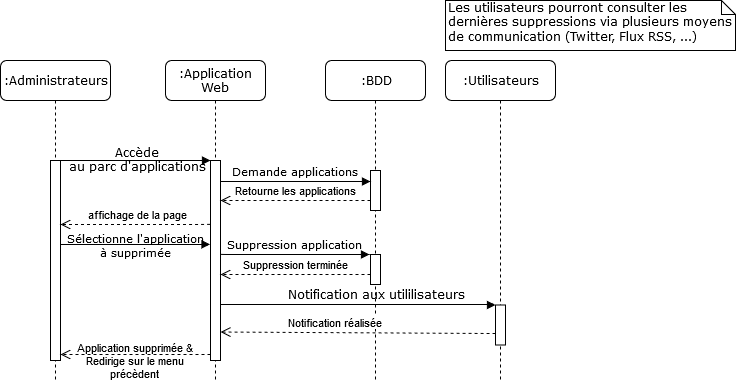 Les utilisateurs pourront consulter les
dernières suppressions via plusieurs moyens
de communication (Twitter, Flux RSS, ...)
:Administrateurs
:Application
Web
:BDD
:Utilisateurs
Accède
au parc d'applications
Demande applications
Retourne les applications
affichage de la page
Sélectionne l'application
à supprimée
Suppression application
Suppression terminée
Notification aux utililisateurs
Notification réalisée
Application supprimée &
Redirige sur le menu
précèdent